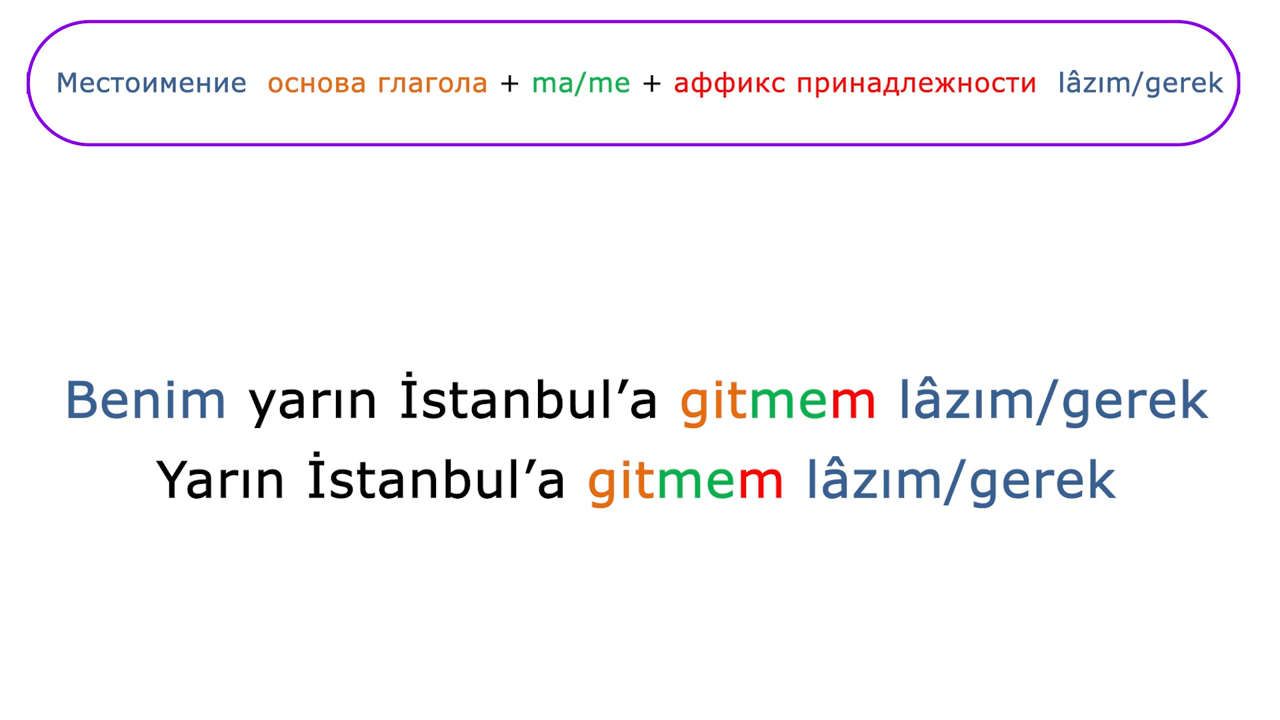 Местоимение основа глагола + ma/me + аффикс принадлежности lâzım/gerek
Benim yarın İstanbul’a gitmem lâzım/gerek
Yarın İstanbul’a gitmem lâzım/gerek